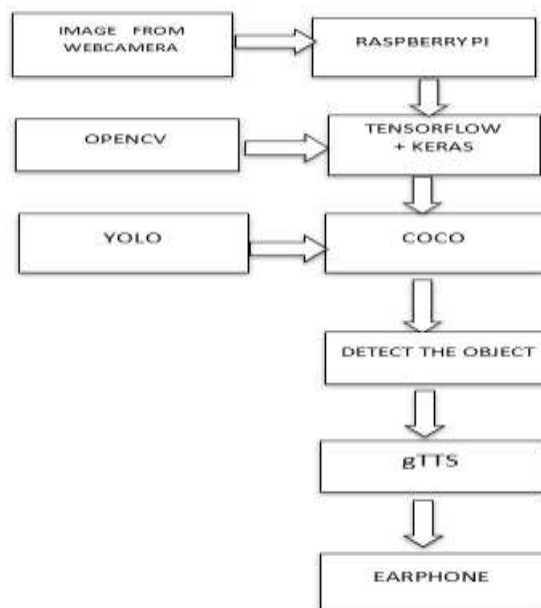 IMAGE FROM
WEBCAMERA
RASPBERRY PI
OPENCV
TENSORFLOW
+ KERAS
YOLO
COCO
DETECT THE OBJECT
gTTS
EARPHONE